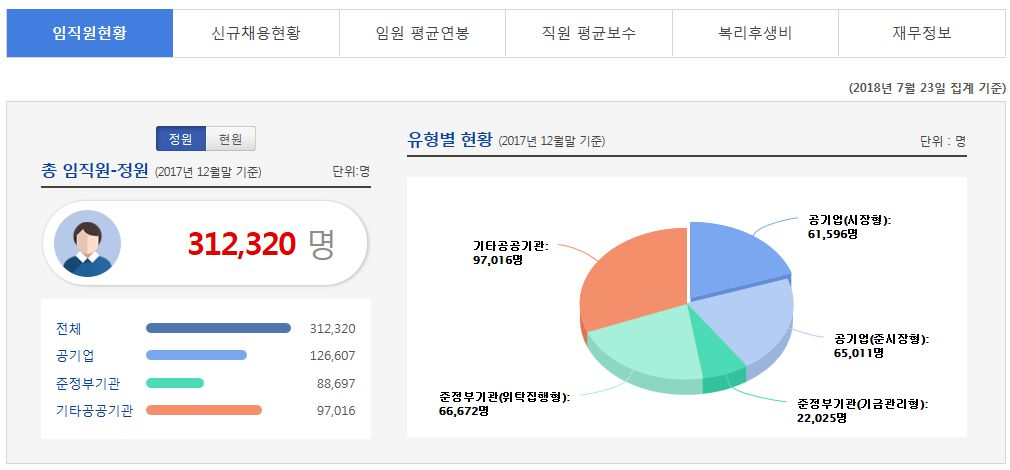 임직원현황
신규채용현황
임원 평균연봉
직원 평균보수
복리후생비
재무정보
(2018년 7월 23일 집계 기준)
정원
현원
총 임직원-정원 (2017년 12월말 기준) 단위:명
312,320 명
전체 312,320
공기업 126,607
준정부기관 88,697
기타공공기관 97,016
유형별 현황 (2017년 12월말 기준) 단위 : 명
공기업(시장형):
61,596명
기타공공기관:
97,016명
공기업(준시장형):
65,011명
준정부기관(위탁집행형):
66,672명
준정부기관(기금관리형):
22,025명